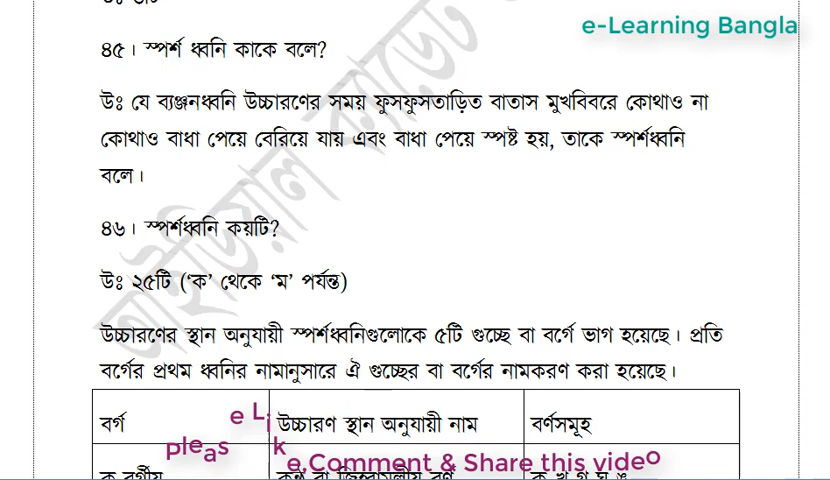 e-Learning Bangla
৪৫। স্পর্শ ধ্বনি কাকে বলে?
উঃ যে ব্যঞ্জনধ্বনি উচ্চারণের সময় ফুসফুসতাড়িত বাতাস মুখবিবরে কোথাও না
কোথাও বাধা পেয়ে বেরিয়ে যায় এবং বাধা পেয়ে স্পষ্ট হয়, তাকে স্পর্শধ্বনি
বলে।
৪৬। স্পর্শধ্বনি কয়টি?
উঃ ২৫টি (‘ক’ থেকে ‘ম’ পর্যন্ত)
উচ্চারণের স্থান অনুযায়ী স্পর্শধ্বনিগুলোকে ৫টি গুচ্ছে বা বর্গে ভাগ হয়েছে। প্রতি
বর্গের প্রথম ধ্বনির নামানুসারে ঐ গুচ্ছের বা বর্গের নামকরণ করা হয়েছে।
বর্গ উচ্চারণ স্থান অনুযায়ী নাম বর্ণসমূহ
please Like,Comment & Share this video
আইডিয়াল